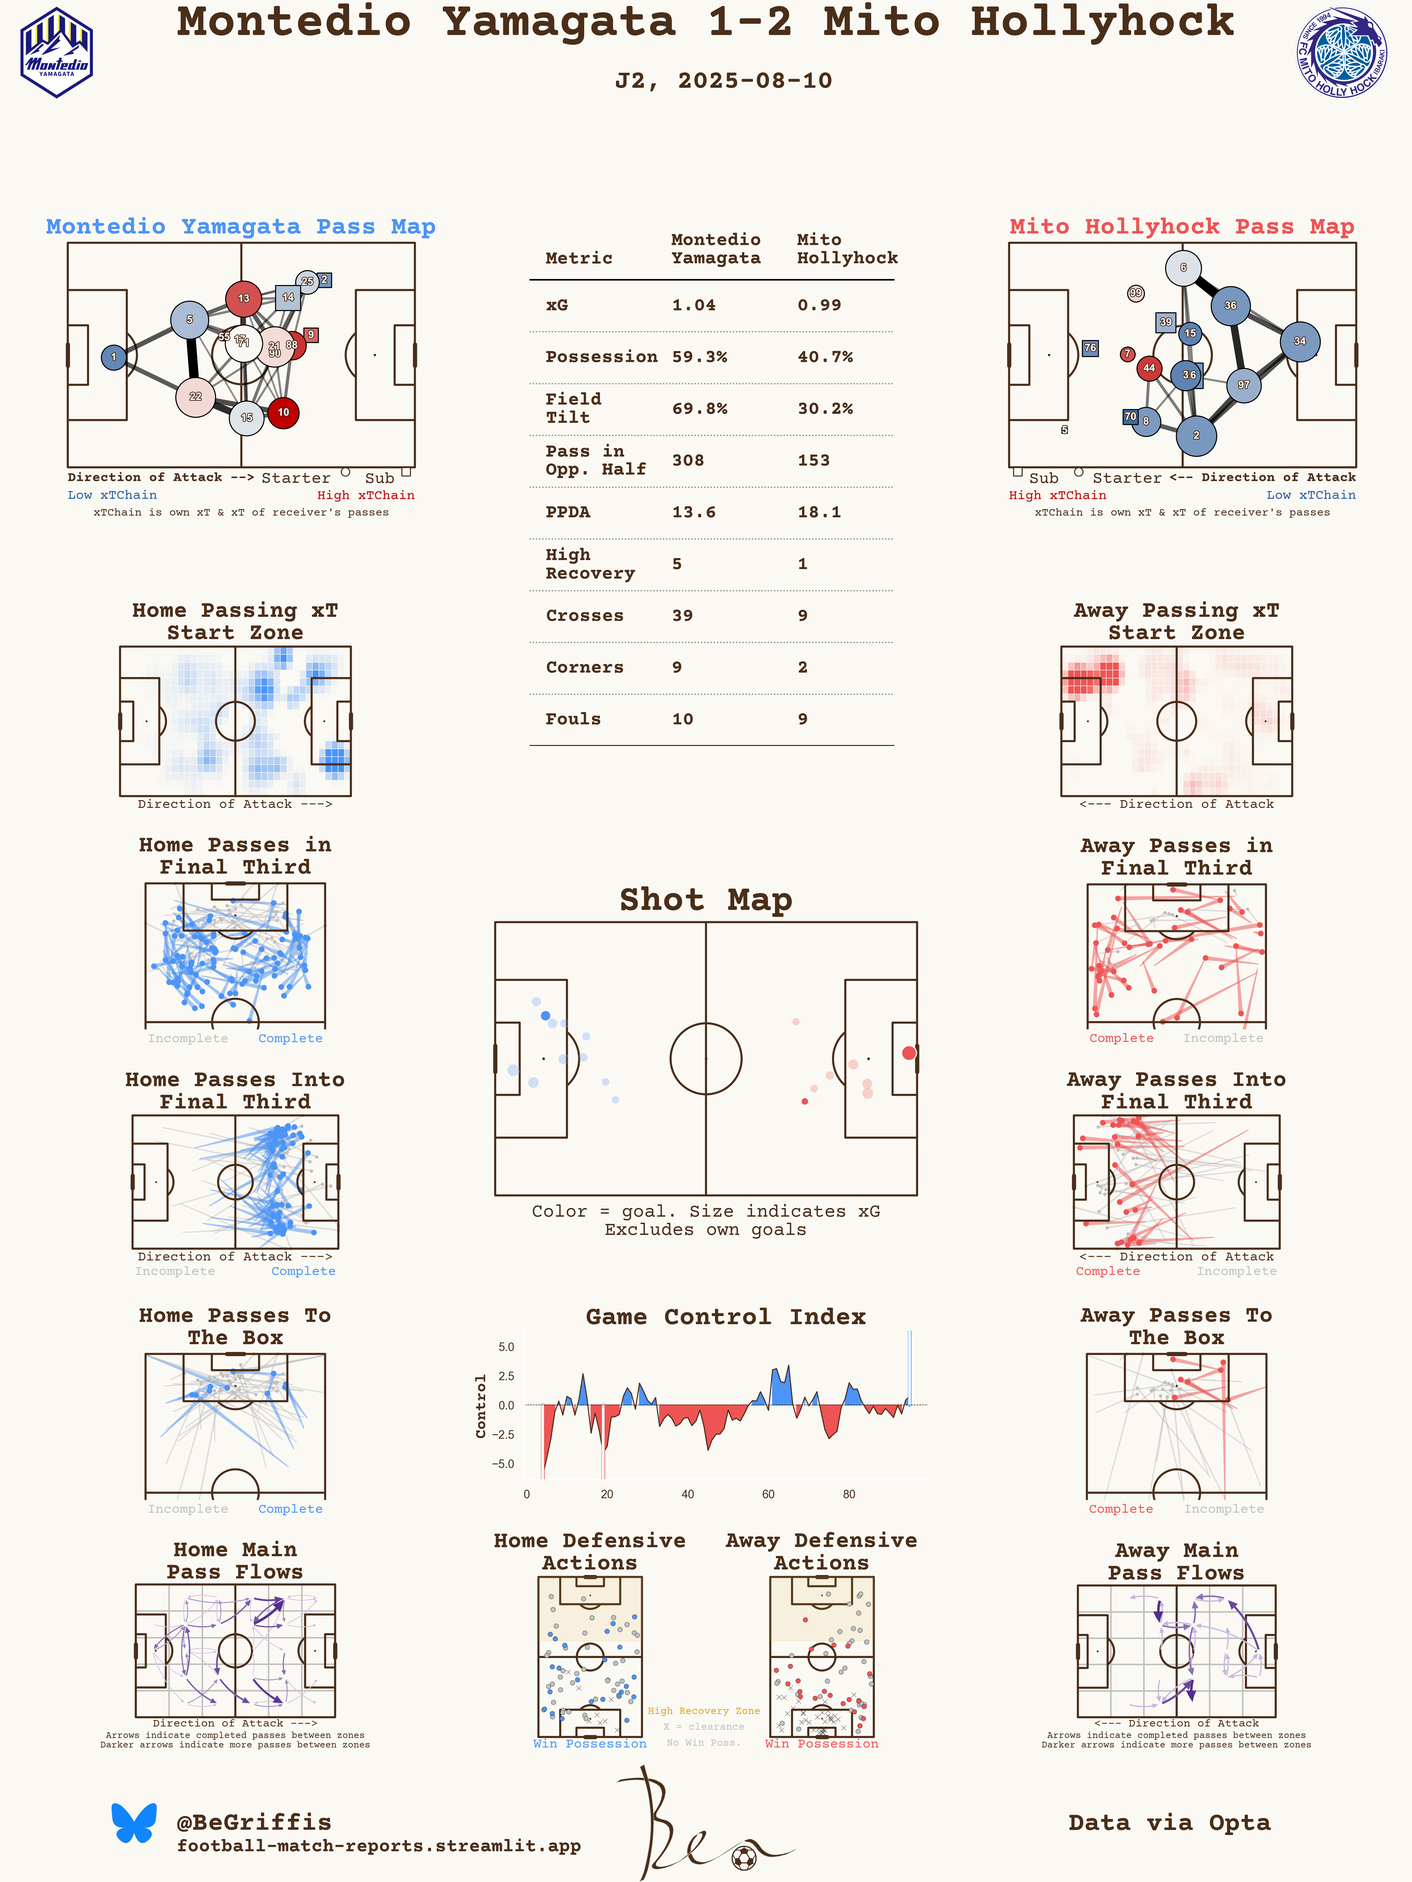 Montedio Yamagata 1-2 Mito Hollyhock
J2, 2025-08-10
Montedio
YAMAGATA
SINCE 1994
FC MITO HOLLY HOCK
IBARAKI
Montedio Yamagata Pass Map
1
5
22
13
15
55
17
71
21
90
88
10
14
25
2
9
Direction of Attack --> Starter Sub
Low xTChain High xTChain
xTChain is own xT & xT of receiver's passes
Metric Montedio Yamagata Mito Hollyhock
xG 1.04 0.99
Possession 59.3% 40.7%
Field Tilt 69.8% 30.2%
Pass in Opp. Half 308 153
PPDA 13.6 18.1
High Recovery 5 1
Crosses 39 9
Corners 9 2
Fouls 10 9
Mito Hollyhock Pass Map
6
99
39
15
36
34
76
7
44
97
70
8
2
5
Sub Starter <-- Direction of Attack
High xTChain Low xTChain
xTChain is own xT & xT of receiver's passes
Home Passing xT
Start Zone
Direction of Attack --->
Away Passing xT
Start Zone
<--- Direction of Attack
Home Passes in
Final Third
Incomplete Complete
Away Passes in
Final Third
Complete Incomplete
Shot Map
Color = goal. Size indicates xG
Excludes own goals
Home Passes Into
Final Third
Direction of Attack --->
Incomplete Complete
Away Passes Into
Final Third
<--- Direction of Attack
Complete Incomplete
Home Passes To
The Box
Incomplete Complete
Game Control Index
Control
5.0
2.5
0.0
−2.5
−5.0
0 20 40 60 80
Away Passes To
The Box
Complete Incomplete
Home Main
Pass Flows
Direction of Attack --->
Arrows indicate completed passes between zones
Darker arrows indicate more passes between zones
Home Defensive
Actions
Win Possession
High Recovery Zone
X = clearance
No Win Poss.
Away Defensive
Actions
Win Possession
Away Main
Pass Flows
<--- Direction of Attack
Arrows indicate completed passes between zones
Darker arrows indicate more passes between zones
@BeGriffis
football-match-reports.streamlit.app
Ben
Data via Opta